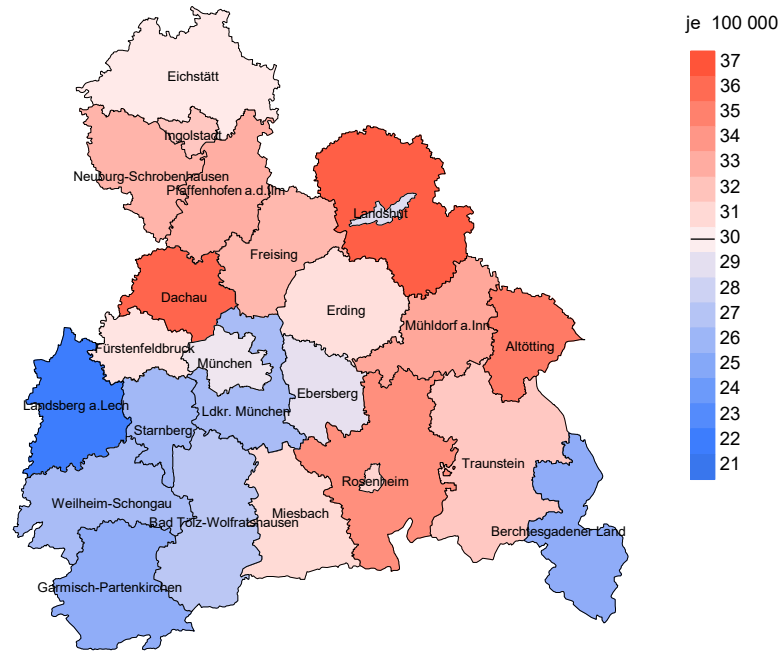 je 100 000
37
36
35
34
33
32
31
30
29
28
27
26
25
24
23
22
21
Eichstätt
Ingolstadt
Neuburg-Schrobenhausen
Pfaffenhofen a.d.Ilm
Landshut
Freising
Dachau
Erding
Mühldorf a.Inn
Altötting
Fürstenfeldbruck
München
Ebersberg
Landsberg a.Lech
Ldkr. München
Starnberg
Traunstein
Rosenheim
Weilheim-Schongau
Miesbach
Bad Tölz-Wolfratshausen
Berchtesgadener Land
Garmisch-Partenkirchen